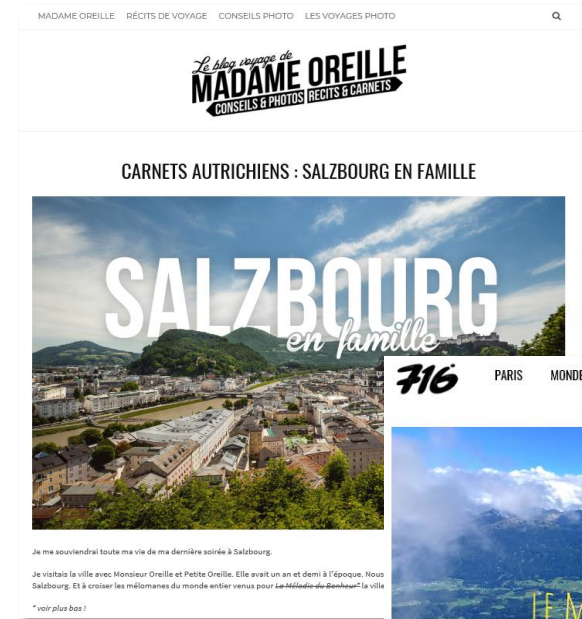 MADAME OREILLE RÉCITS DE VOYAGE CONSEILS PHOTO LES VOYAGES PHOTO
Le blog voyage de
MADAME OREILLE
CONSEILS & PHOTOS RECITS & CARNETS
CARNETS AUTRICHIENS : SALZBOURG EN FAMILLE
SALZBOURG
en famille
716 PARIS MONDE
Je me souviendrai toute ma vie de ma dernière soirée à Salzbourg.
Je visitais la ville avec Monsieur Oreille et Petite Oreille. Elle avait un an et demi à l'époque. Nous
Salzbourg. Et à croiser les mélomanes du monde entier venus pour La Mélodie du Bonheur* la ville
* voir plus bas !
LE M